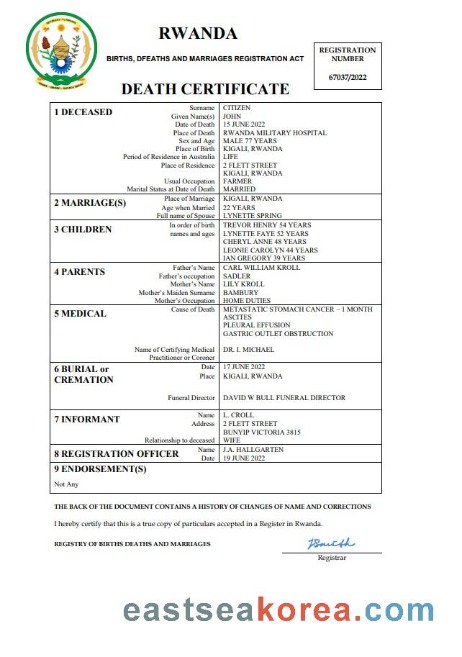 RWANDA
BIRTHS, DFEATHS AND MARRIAGES REGISTRATION ACT
REGISTRATION
NUMBER
67037/2022
DEATH CERTIFICATE
1 DECEASED
Surname CITIZEN
Given Name(s) JOHN
Date of Death 15 JUNE 2022
Place of Death RWANDA MILITARY HOSPITAL
Sex and Age MALE 77 YEARS
Place of Birth KIGALI, RWANDA
Period of Residence in Australia LIFE
Place of Residence 2 FLETT STREET
KIGALI, RWANDA
Usual Occupation FARMER
Marital Status at Date of Death MARRIED
2 MARRIAGE(S)
Place of Marriage KIGALI, RWANDA
Age when Married 22 YEARS
Full name of Spouse LYNETTE SPRING
3 CHILDREN
In order of birth TREVOR HENRY 54 YEARS
names and ages LYNETTE FAYE 52 YEARS
CHERYL ANNE 48 YEARS
LEONIE CAROLYN 44 YEARS
IAN GREGORY 39 YEARS
4 PARENTS
Father's Name CARL WILLIAM KROLL
Father's occupation SADLER
Mother's Name LILY KROLL
Mother's Maiden Surname BAMBURY
Mother's Occupation HOME DUTIES
5 MEDICAL
Cause of Death METASTATIC STOMACH CANCER – 1 MONTH
ASCITES
PLEURAL EFFUSION
GASTRIC OUTLET OBSTRUCTION
Name of Certifying Medical DR. I. MICHAEL
Practitioner or Coroner
6 BURIAL or
CREMATION
Date 17 JUNE 2022
Place KIGALI, RWANDA
Funeral Director DAVID W BULL FUNERAL DIRECTOR
7 INFORMANT
Name L. CROLL
Address 2 FLETT STREET
BUNYIP VICTORIA 3815
Relationship to deceased WIFE
8 REGISTRATION OFFICER
Name J.A. HALLGARTEN
Date 19 JUNE 2022
9 ENDORSEMENT(S)
Not Any
THE BACK OF THE DOCUMENT CONTAINS A HISTORY OF CHANGES OF NAME AND CORRECTIONS
I hereby certify that this is a true copy of particulars accepted in a Register in Rwanda.
REGISTRY OF BIRTHS DEATHS AND MARRIAGES
Registrar
eastseakorea.com